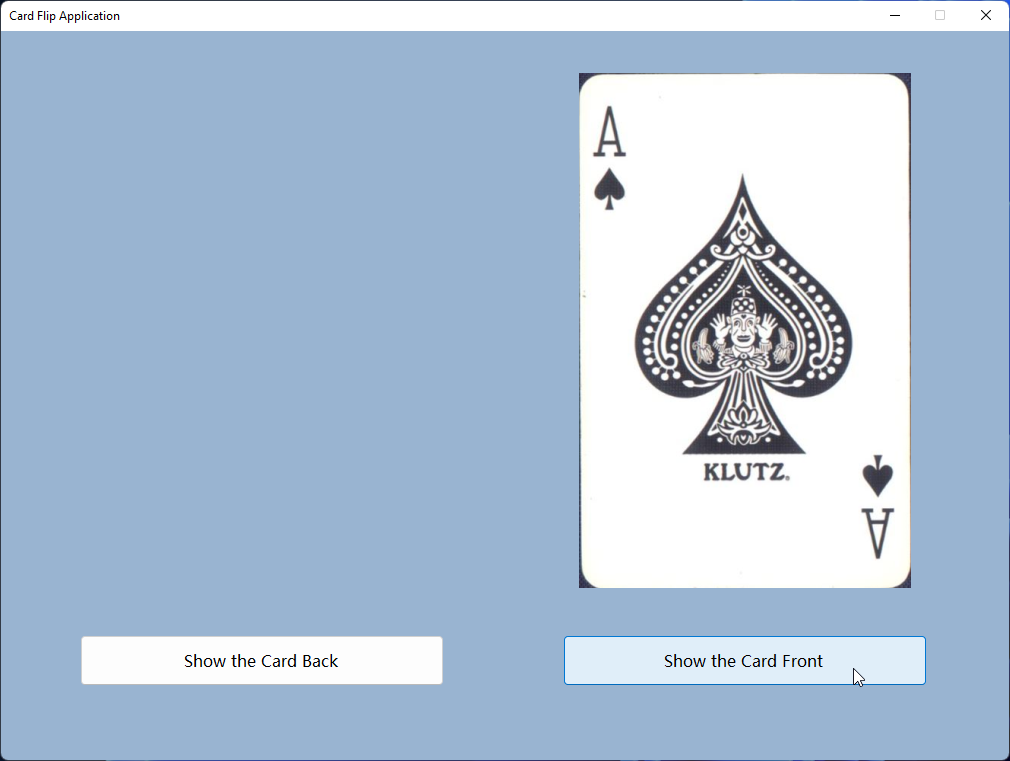 Card Flip Application
A
KLUTZ®
A
Show the Card Back
Show the Card Front